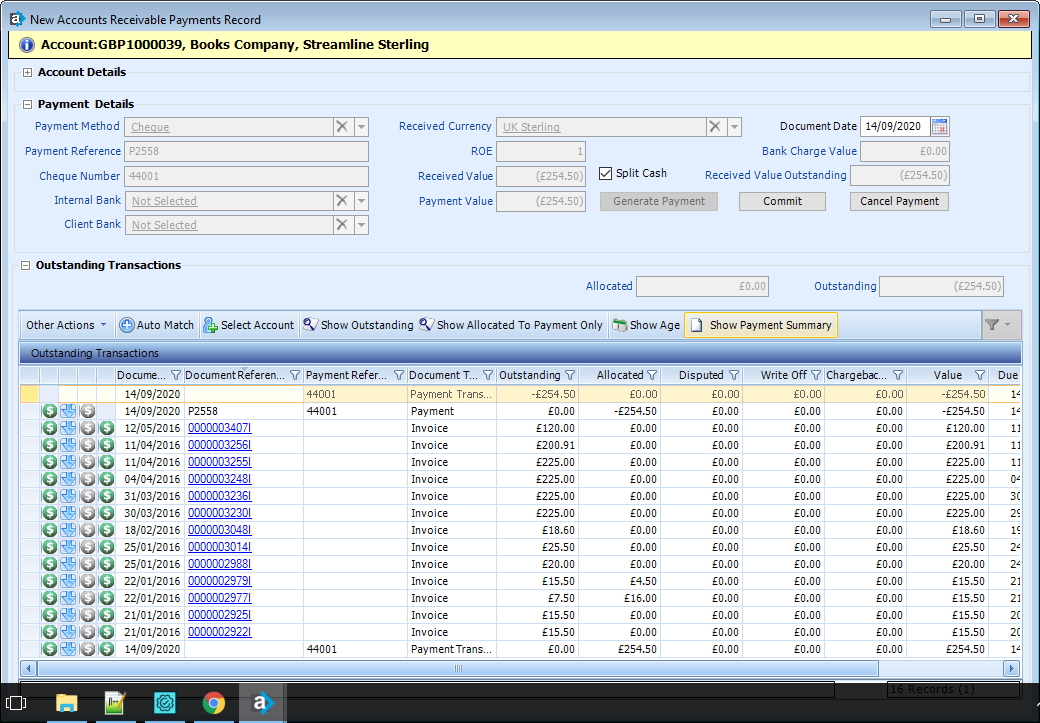 New Accounts Receivable Payments Record
Account:GBP1000039, Books Company, Streamline Sterling
Account Details
Payment Details
Payment Method Cheque Received Currency UK Sterling Document Date 14/09/2020
Payment Reference P2558 ROE 1 Bank Charge Value £0.00
Cheque Number 44001 Received Value (£254.50) Split Cash Received Value Outstanding (£254.50)
Internal Bank Not Selected Payment Value (£254.50) Generate Payment Commit Cancel Payment
Client Bank Not Selected
Outstanding Transactions
Allocated £0.00 Outstanding (£254.50)
Other Actions Auto Match Select Account Show Outstanding Show Allocated To Payment Only Show Age Show Payment Summary
Outstanding Transactions
Docume... Document Referen... Payment Refer... Document T... Outstanding Allocated Disputed Write Off Chargebac... Value Due
14/09/2020 44001 Payment Trans... -£254.50 £0.00 £0.00 £0.00 £0.00 -£254.50 14
14/09/2020 P2558 44001 Payment £0.00 -£254.50 £0.00 £0.00 £0.00 -£254.50 14
12/05/2016 0000003407I Invoice £120.00 £0.00 £0.00 £0.00 £0.00 £120.00 11
11/04/2016 0000003256I Invoice £200.91 £0.00 £0.00 £0.00 £0.00 £200.91 11
11/04/2016 0000003255I Invoice £225.00 £0.00 £0.00 £0.00 £0.00 £225.00 11
04/04/2016 0000003248I Invoice £225.00 £0.00 £0.00 £0.00 £0.00 £225.00 04
31/03/2016 0000003236I Invoice £225.00 £0.00 £0.00 £0.00 £0.00 £225.00 30
30/03/2016 0000003230I Invoice £225.00 £0.00 £0.00 £0.00 £0.00 £225.00 29
18/02/2016 0000003048I Invoice £18.60 £0.00 £0.00 £0.00 £0.00 £18.60 19
25/01/2016 0000003014I Invoice £25.50 £0.00 £0.00 £0.00 £0.00 £25.50 24
25/01/2016 0000002988I Invoice £20.00 £0.00 £0.00 £0.00 £0.00 £20.00 24
22/01/2016 0000002979I Invoice £15.50 £4.50 £0.00 £0.00 £0.00 £15.50 21
22/01/2016 0000002977I Invoice £7.50 £16.00 £0.00 £0.00 £0.00 £15.50 21
21/01/2016 0000002925I Invoice £15.50 £0.00 £0.00 £0.00 £0.00 £15.50 20
21/01/2016 0000002922I Invoice £15.50 £0.00 £0.00 £0.00 £0.00 £15.50 20
14/09/2020 44001 Payment Trans... £0.00 £254.50 £0.00 £0.00 £0.00 £254.50 14
16 Records (1)